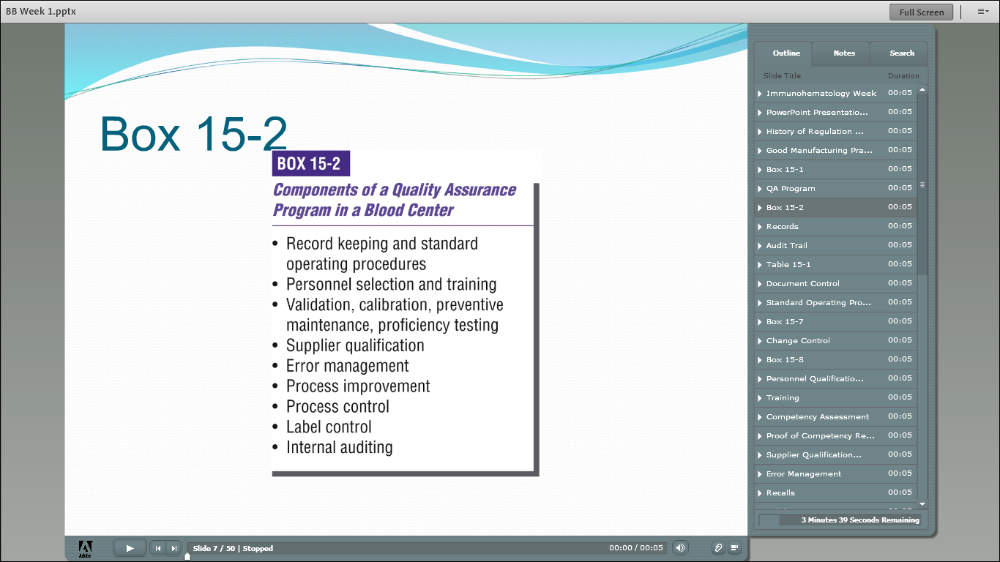 BB Week 1.pptx
Full Screen
Box 15-2
BOX 15-2
Components of a Quality Assurance
Program in a Blood Center
• Record keeping and standard
operating procedures
• Personnel selection and training
• Validation, calibration, preventive
maintenance, proficiency testing
• Supplier qualification
• Error management
• Process improvement
• Process control
• Label control
• Internal auditing
Outline Notes Search
Slide Title Duration
Immunohematology Week 00:05
PowerPoint Presentatio... 00:05
History of Regulation ... 00:05
Good Manufacturing Pra... 00:05
Box 15-1 00:05
QA Program 00:05
Box 15-2 00:05
Records 00:05
Audit Trail 00:05
Table 15-1 00:05
Document Control 00:05
Standard Operating Pro... 00:05
Box 15-7 00:05
Change Control 00:05
Box 15-8 00:05
Personnel Qualificatio... 00:05
Training 00:05
Competency Assessment 00:05
Proof of Competency Re... 00:05
Supplier Qualification... 00:05
Error Management 00:05
Recalls 00:05
3 Minutes 39 Seconds Remaining
Adobe
Slide 7 / 50 | Stopped 00:00 / 00:05